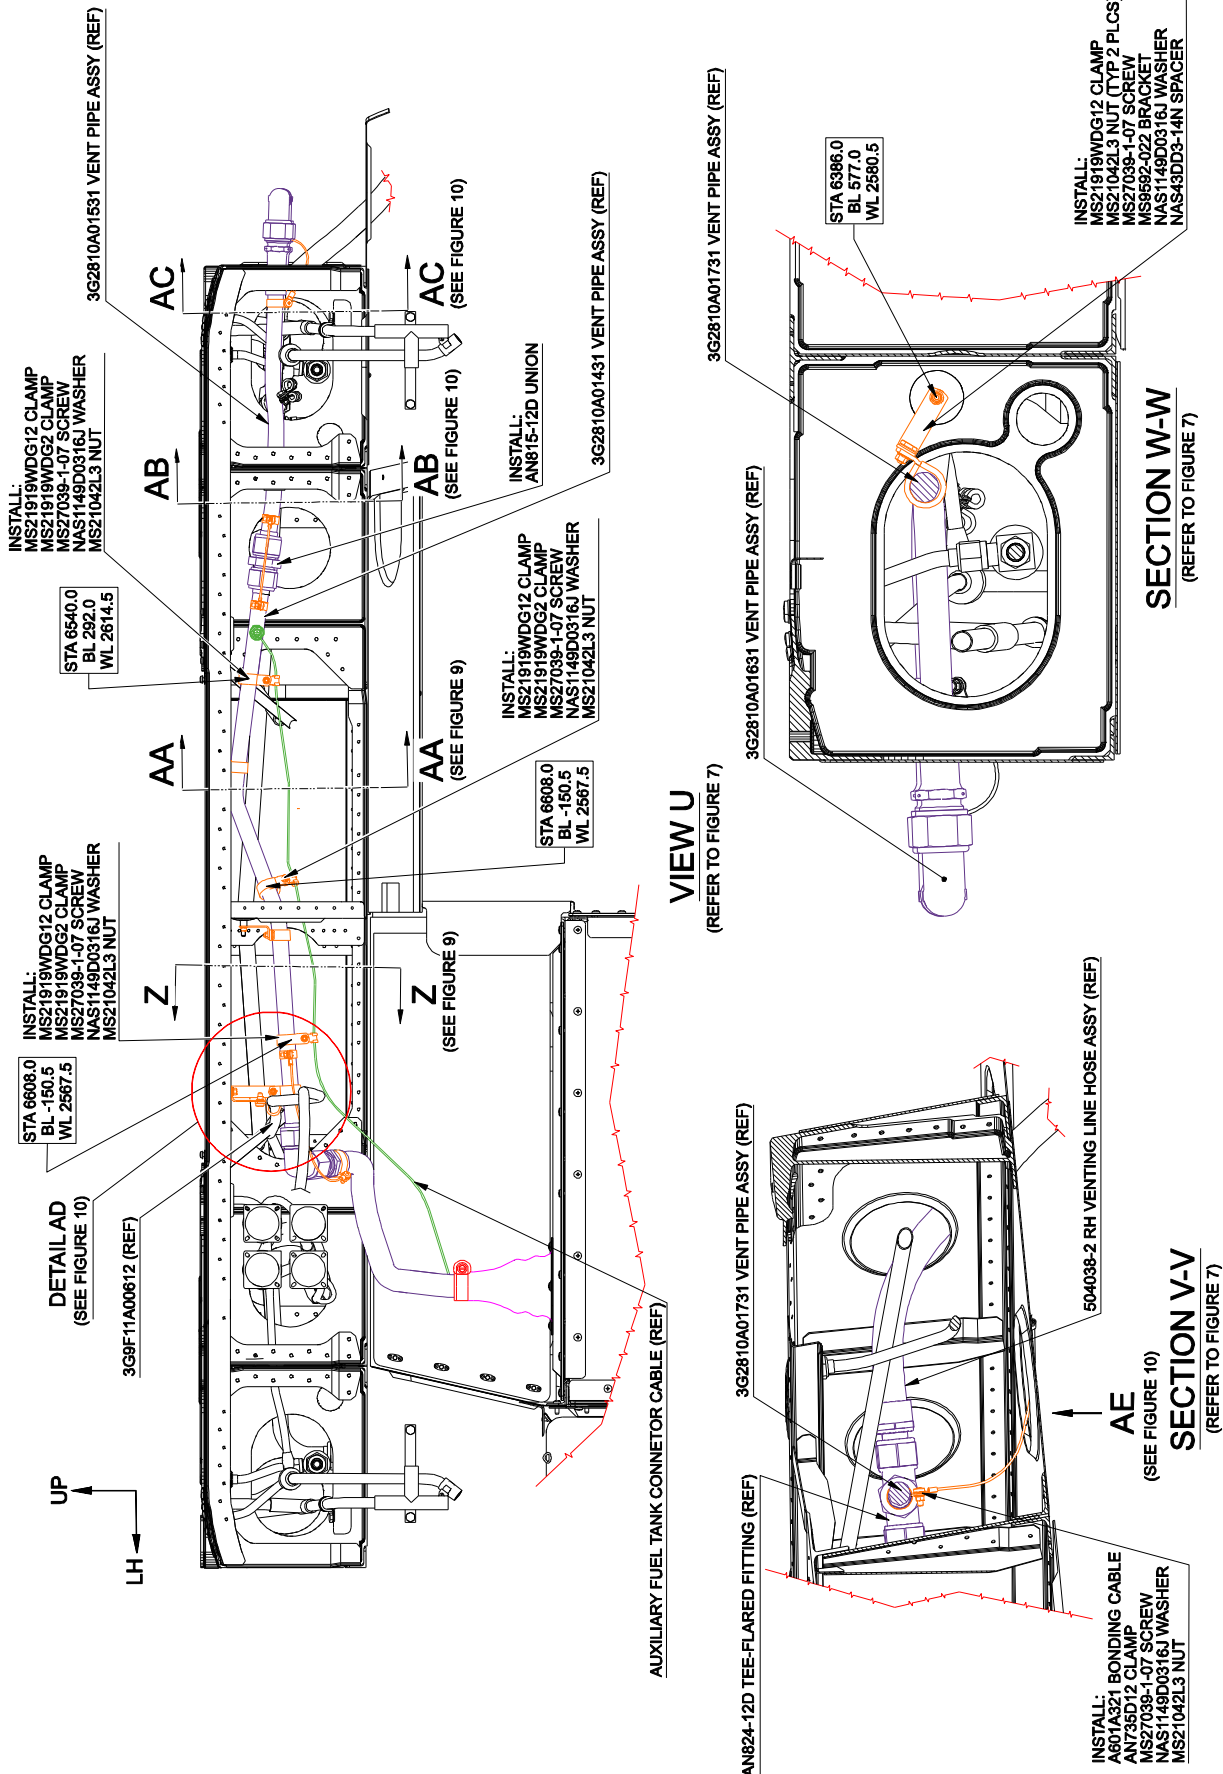 3G2810A01531 VENT PIPE ASSY (REF)
INSTALL:
MS21919WDG12 CLAMP
MS21919WDG2 CLAMP
MS27039-1-07 SCREW
NAS1149D0316J WASHER
MS21042L3 NUT
STA 6540.0
BL 292.0
WL 2614.5
INSTALL:
MS21919WDG12 CLAMP
MS21919WDG2 CLAMP
MS27039-1-07 SCREW
NAS1149D0316J WASHER
MS21042L3 NUT
STA 6608.0
BL -150.5
WL 2567.5
DETAIL AD
(SEE FIGURE 10)
3G9F11A00612 (REF)
UP
LH
Z
AA
AB
AC
Z
(SEE FIGURE 9)
AA
(SEE FIGURE 9)
AB
(SEE FIGURE 10)
AC
(SEE FIGURE 10)
INSTALL:
AN815-12D UNION
3G2810A01431 VENT PIPE ASSY (REF)
INSTALL:
MS21919WDG12 CLAMP
MS21919WDG2 CLAMP
MS27039-1-07 SCREW
NAS1149D0316J WASHER
MS21042L3 NUT
STA 6608.0
BL -150.5
WL 2567.5
AUXILIARY FUEL TANK CONNETOR CABLE (REF)
VIEW U
(REFER TO FIGURE 7)
3G2810A01731 VENT PIPE ASSY (REF)
3G2810A01631 VENT PIPE ASSY (REF)
STA 6386.0
BL 577.0
WL 2580.5
INSTALL:
MS21919WDG12 CLAMP
MS21042L3 NUT (TYP 2 PLCS)
MS27039-1-07 SCREW
MS9592-022 BRACKET
NAS1149D0316J WASHER
NAS43DD3-14N SPACER
SECTION W-W
(REFER TO FIGURE 7)
3G2810A01731 VENT PIPE ASSY (REF)
AN824-12D TEE-FLARED FITTING (REF)
504038-2 RH VENTING LINE HOSE ASSY (REF)
INSTALL:
A601A321 BONDING CABLE
AN735D12 CLAMP
MS27039-1-07 SCREW
NAS1149D0316J WASHER
MS21042L3 NUT
AE
(SEE FIGURE 10)
SECTION V-V
(REFER TO FIGURE 7)